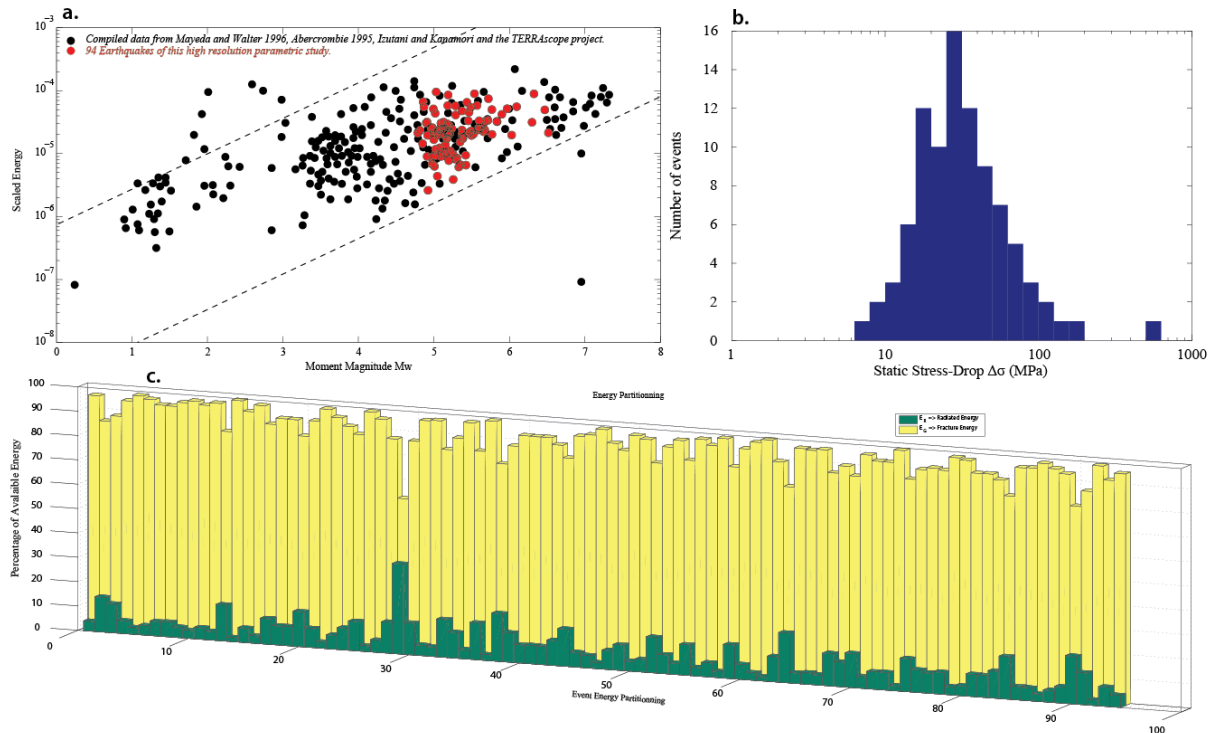 a.
10⁻³
10⁻⁴
10⁻⁵
10⁻⁶
10⁻⁷
10⁻⁸
Scaled Energy
Compiled data from Mayeda and Walter 1996, Abercrombie 1995, Izutani and Kanamori and the TERRAscope project.
94 Earthquakes of this high resolution parametric study.
0 1 2 3 4 5 6 7 8
Moment Magnitude Mw
b.
16
14
12
10
8
6
4
2
0
Number of events
1 10 100 1000
Static Stress-Drop Δσ (MPa)
c.
Energy Partitionning
100
90
80
70
60
50
40
30
20
10
0
Percentage of Avalaible Energy
E_R -> Radiated Energy
E_G -> Fracture Energy
0 10 20 30 40 50 60 70 80 90 100
Event Energy Partitionning